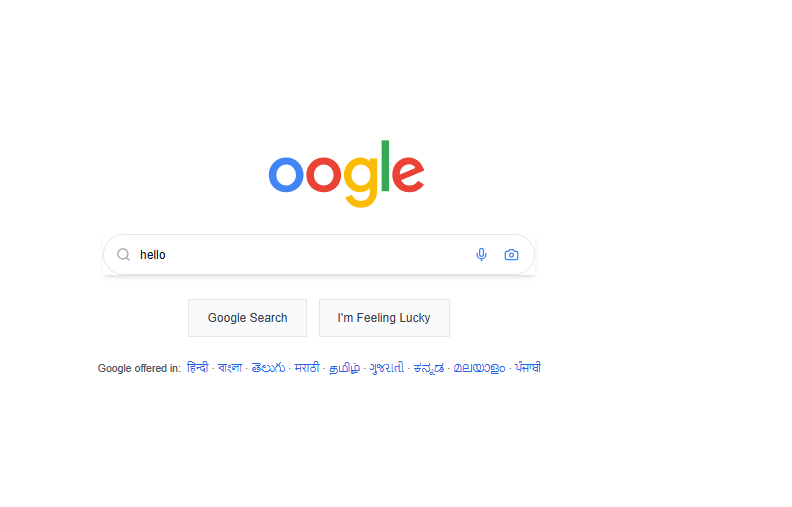 oogle
hello
Google Search I'm Feeling Lucky
Google offered in: हिन्दी · বাংলা · తెలుగు · मराठी · தமிழ் · ગુજરાતી · ಕನ್ನಡ · മലയാളം · ਪੰਜਾਬੀ